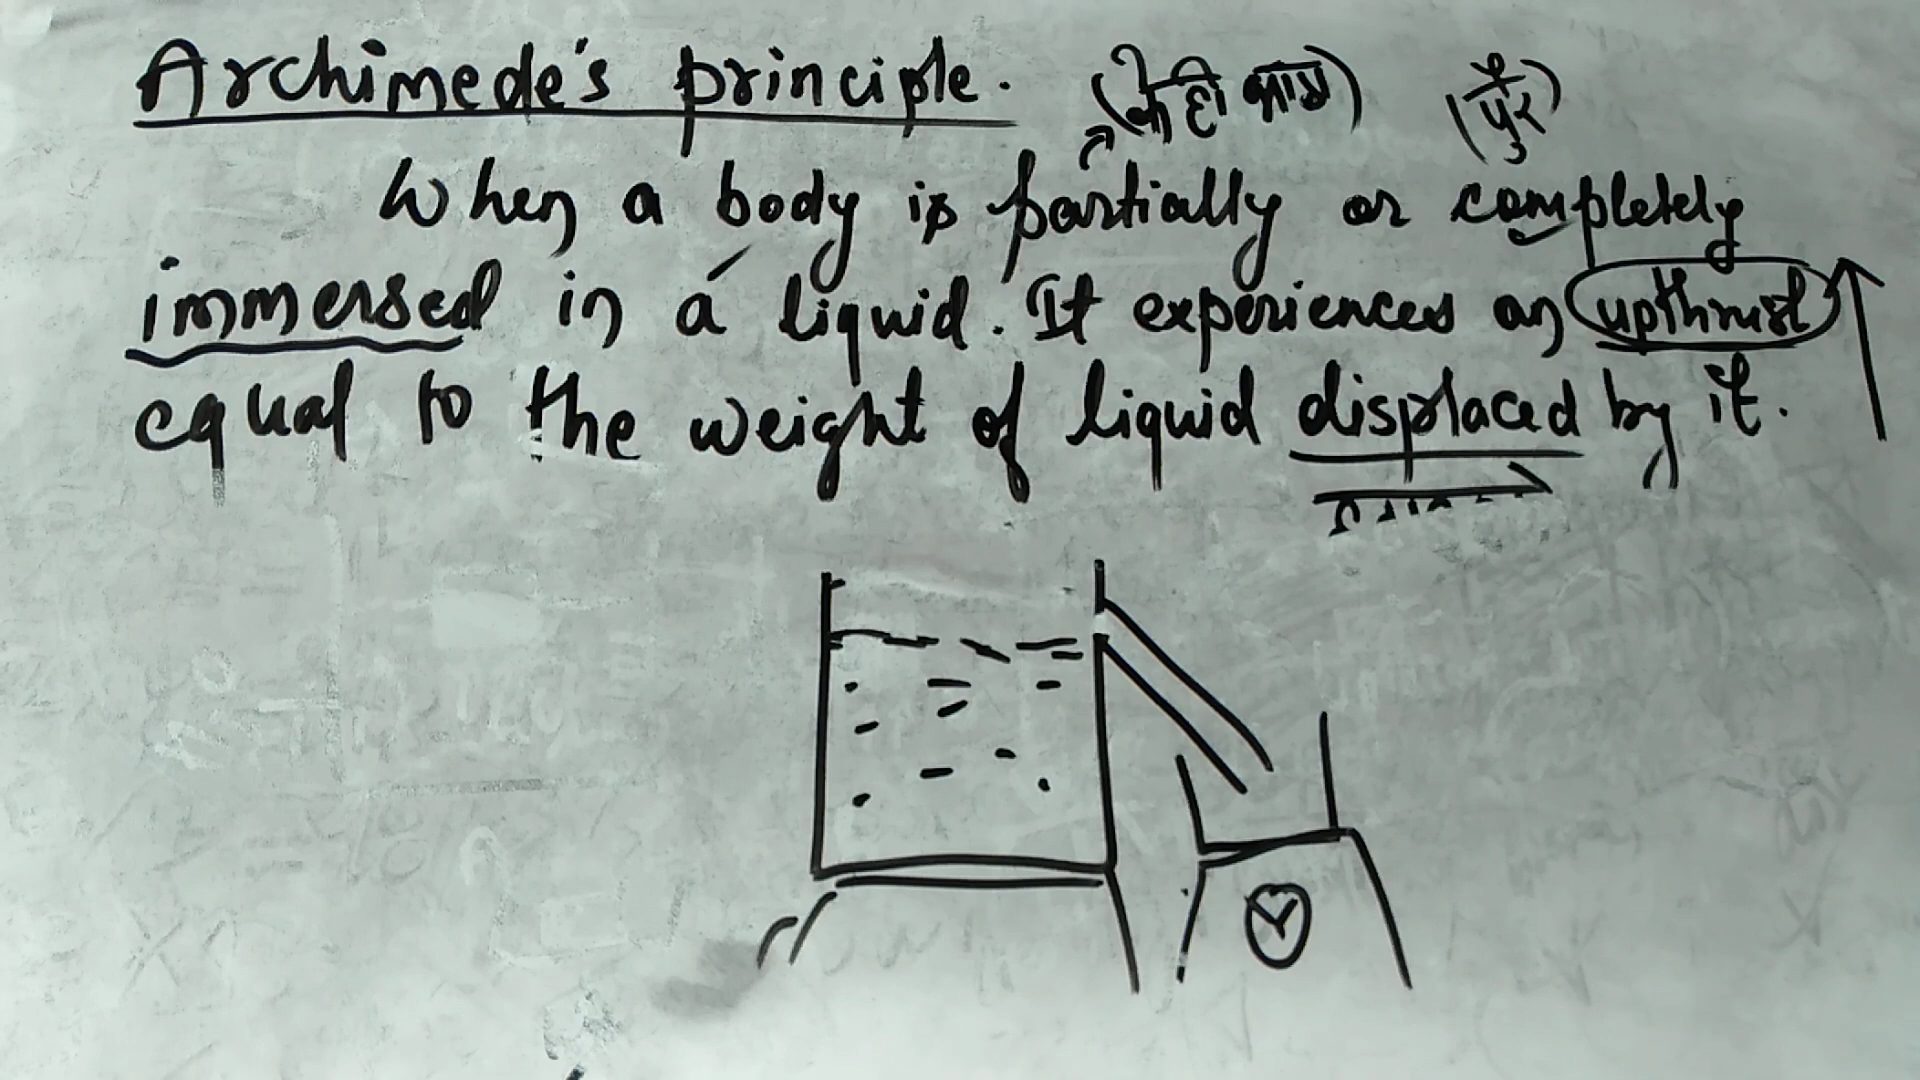 Archimede's principle. (केही भाग) (पुरै)
When a body is partially or completely
immersed in a liquid. It experiences an upthrust
equal to the weight of liquid displaced by it.